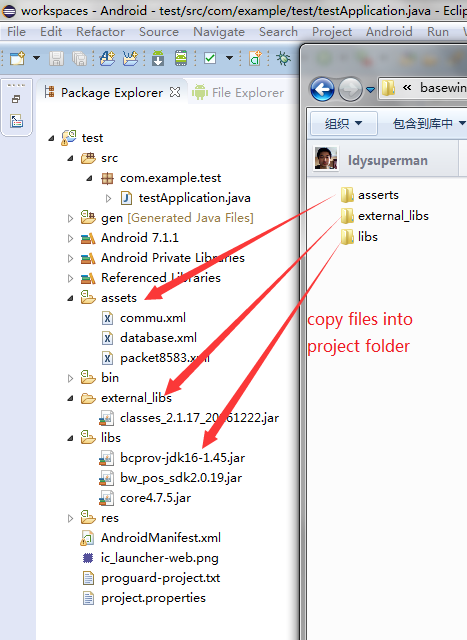 workspaces - Android - test/src/com/example/test/testApplication.java - Eclip
File Edit Refactor Source Navigate Search Project Android Run
Package Explorer File Explorer
test
src
com.example.test
testApplication.java
gen [Generated Java Files]
Android 7.1.1
Android Private Libraries
Referenced Libraries
assets
commu.xml
database.xml
packet8583.xml
bin
external_libs
classes_2.1.17_20161222.jar
libs
bcprov-jdk16-1.45.jar
bw_pos_sdk2.0.19.jar
core4.7.5.jar
res
AndroidManifest.xml
ic_launcher-web.png
proguard-project.txt
project.properties
« basewin
组织 包含到库中
ldysuperman
asserts
external_libs
libs
copy files into
project folder